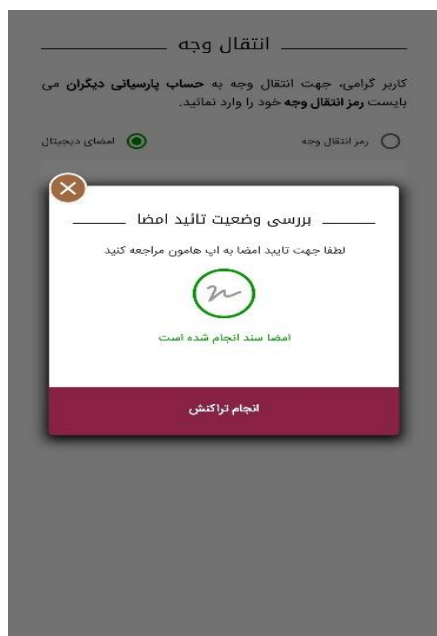 انتقال وجه
کاربر گرامی، جهت انتقال وجه به حساب پارسیانی دیگران می
بایست رمز انتقال وجه خود را وارد نمائید.
رمز انتقال وجه
امضای دیجیتال
بررسی وضعیت تائید امضا
لطفا جهت تایید امضا به اپ هامون مراجعه کنید
امضا سند انجام شده است
انجام تراکنش